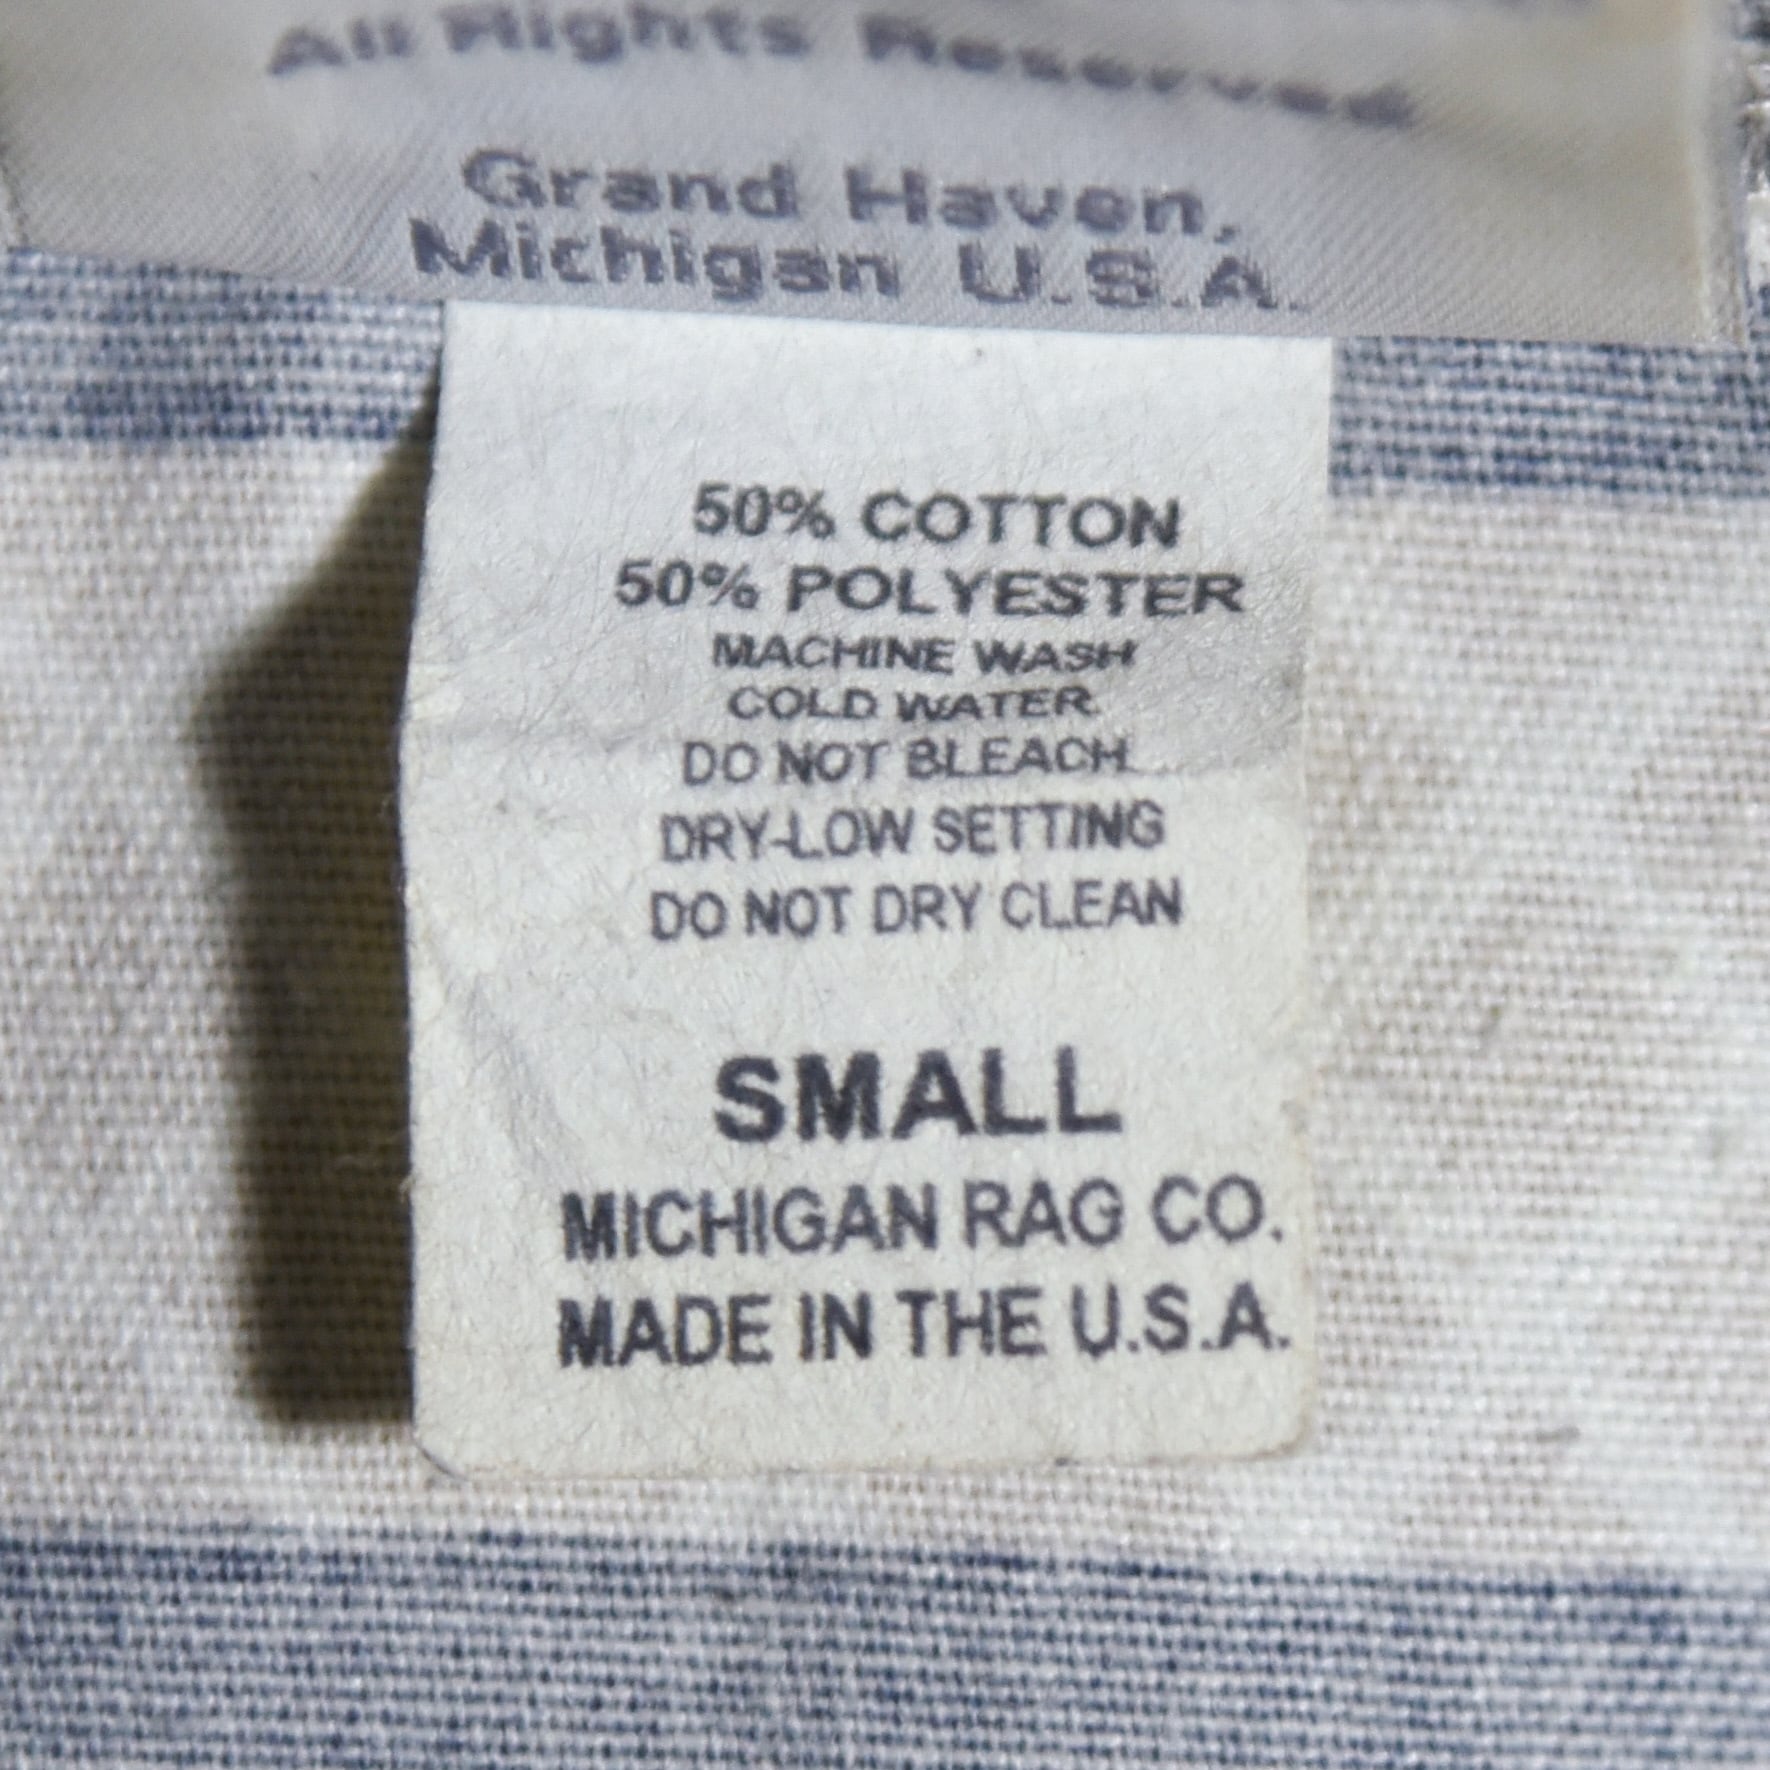 All Rights Reserved
Grand Haven,
Michigan U.S.A.
50% COTTON
50% POLYESTER
MACHINE WASH
COLD WATER
DO NOT BLEACH
DRY-LOW SETTING
DO NOT DRY CLEAN
SMALL
MICHIGAN RAG CO.
MADE IN THE U.S.A.